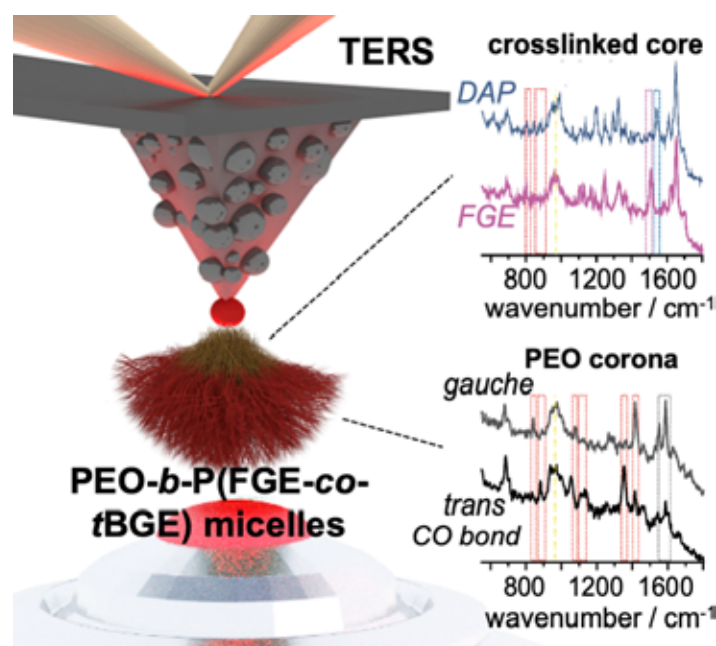 TERS
crosslinked core
DAP
FGE
800 1200 1600
wavenumber / cm-1
PEO corona
gauche
trans
CO bond
800 1200 1600
wavenumber / cm-1
PEO-b-P(FGE-co-
tBGE) micelles